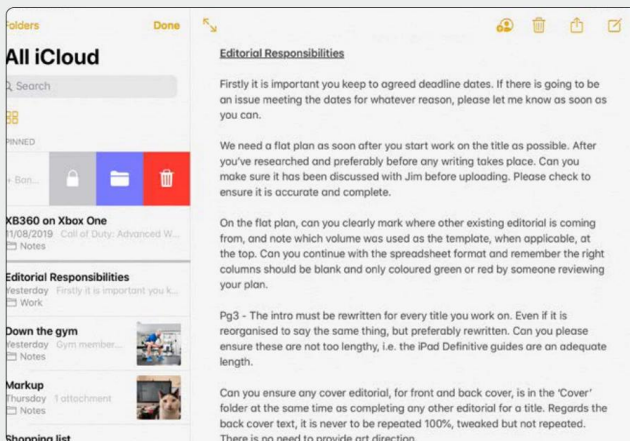 Folders
Done
All iCloud
Search
PINNED
+ Ban...
XB360 on Xbox One
11/08/2019 Call of Duty: Advanced W...
Notes
Editorial Responsibilities
Yesterday Firstly it is important you k...
Work
Down the gym
Yesterday Gym member...
Notes
Markup
Thursday 1 attachment
Notes
Shopping list
Editorial Responsibilities
Firstly it is important you keep to agreed deadline dates. If there is going to be
an issue meeting the dates for whatever reason, please let me know as soon as
you can.
We need a flat plan as soon after you start work on the title as possible. After
you've researched and preferably before any writing takes place. Can you
make sure it has been discussed with Jim before uploading. Please check to
ensure it is accurate and complete.
On the flat plan, can you clearly mark where other existing editorial is coming
from, and note which volume was used as the template, when applicable, at
the top. Can you continue with the spreadsheet format and remember the right
columns should be blank and only coloured green or red by someone reviewing
your plan.
Pg3 - The intro must be rewritten for every title you work on. Even if it is
reorganised to say the same thing, but preferably rewritten. Can you please
ensure these are not too lengthy, i.e. the iPad Definitive guides are an adequate
length.
Can you ensure any cover editorial, for front and back cover, is in the 'Cover'
folder at the same time as completing any other editorial for a title. Regards the
back cover text, it is never to be repeated 100%, tweaked but not repeated.
There is no need to provide art direction